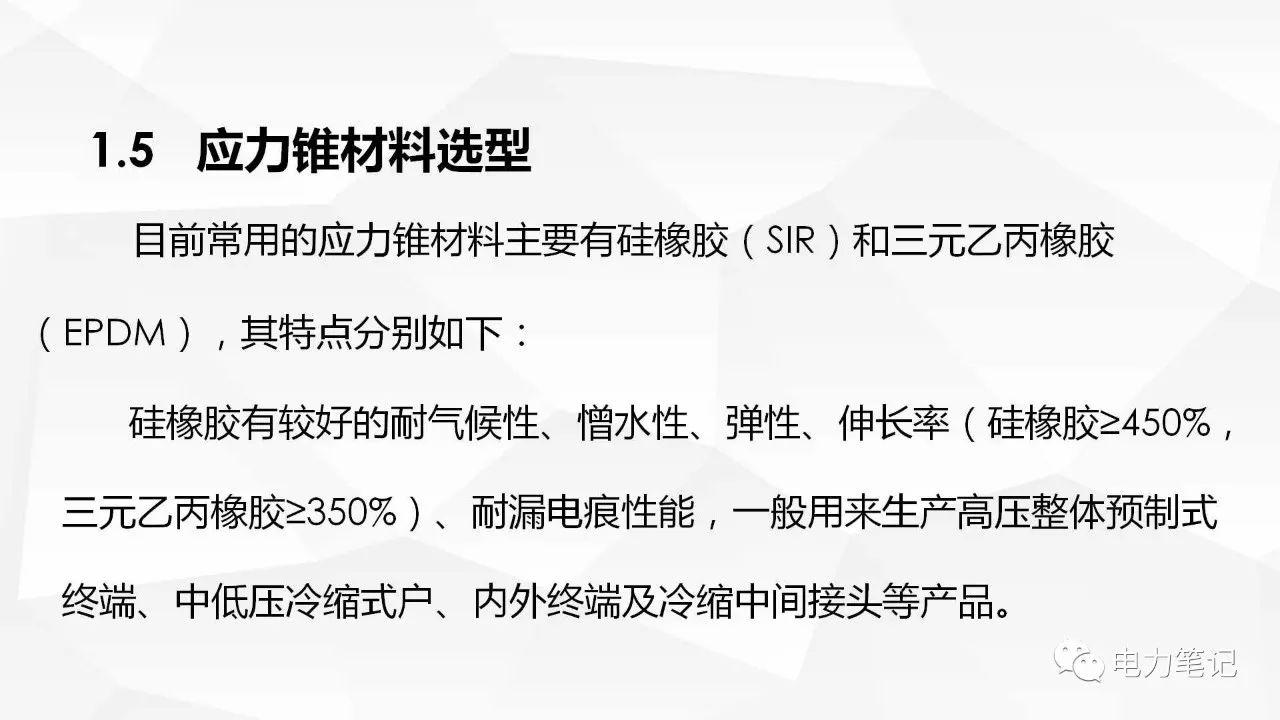 1.5 应力锥材料选型
目前常用的应力锥材料主要有硅橡胶（SIR）和三元乙丙橡胶
（EPDM），其特点分别如下：
硅橡胶有较好的耐气候性、憎水性、弹性、伸长率（硅橡胶≥450%，
三元乙丙橡胶≥350%）、耐漏电痕性能，一般用来生产高压整体预制式
终端、中低压冷缩式户、内外终端及冷缩中间接头等产品。
电力笔记